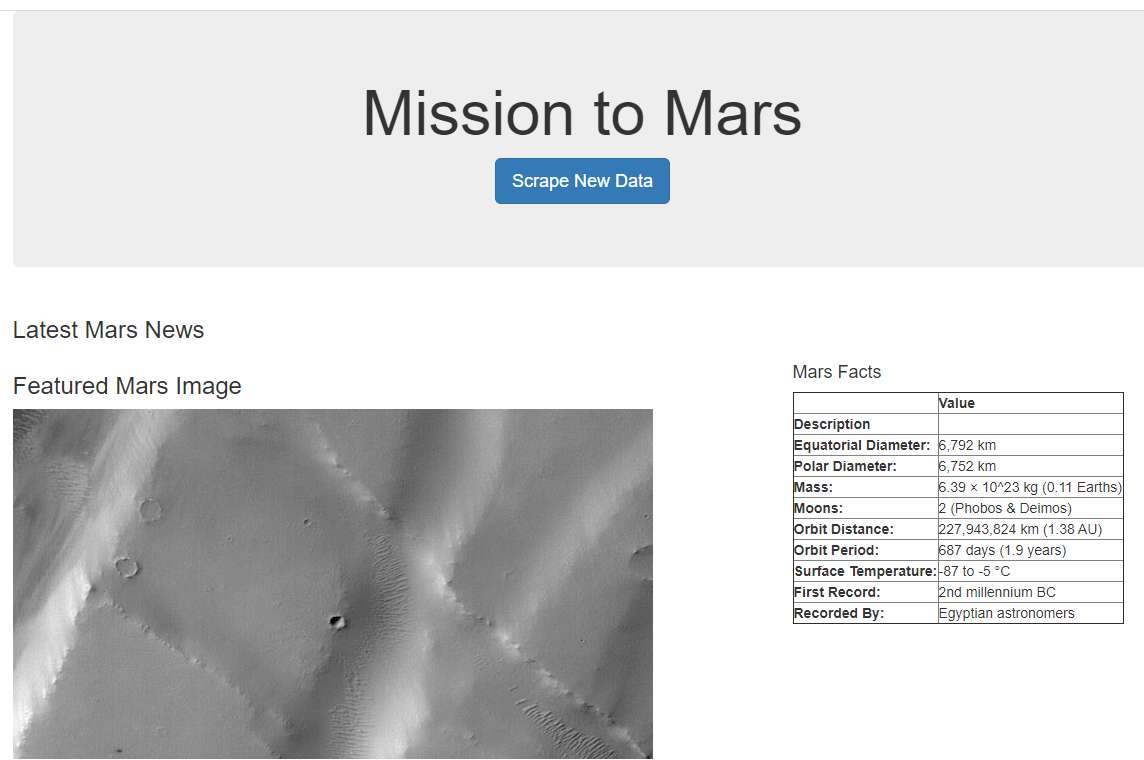 Mission to Mars
Scrape New Data
Latest Mars News
Featured Mars Image
Mars Facts
Value
Description
Equatorial Diameter: 6,792 km
Polar Diameter: 6,752 km
Mass: 6.39 × 10^23 kg (0.11 Earths)
Moons: 2 (Phobos & Deimos)
Orbit Distance: 227,943,824 km (1.38 AU)
Orbit Period: 687 days (1.9 years)
Surface Temperature: -87 to -5 °C
First Record: 2nd millennium BC
Recorded By: Egyptian astronomers